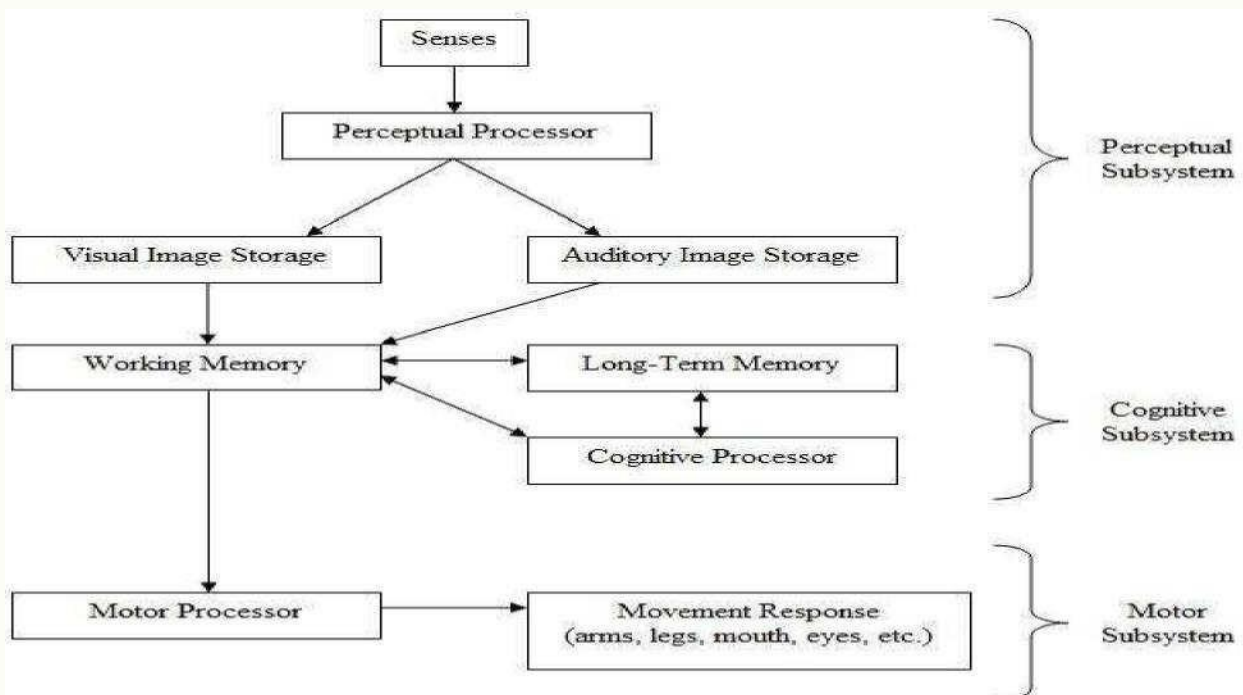 Senses
Perceptual Processor
Perceptual
Subsystem
Visual Image Storage
Auditory Image Storage
Working Memory
Long-Term Memory
Cognitive
Subsystem
Cognitive Processor
Motor Processor
Movement Response
(arms, legs, mouth, eyes, etc.)
Motor
Subsystem